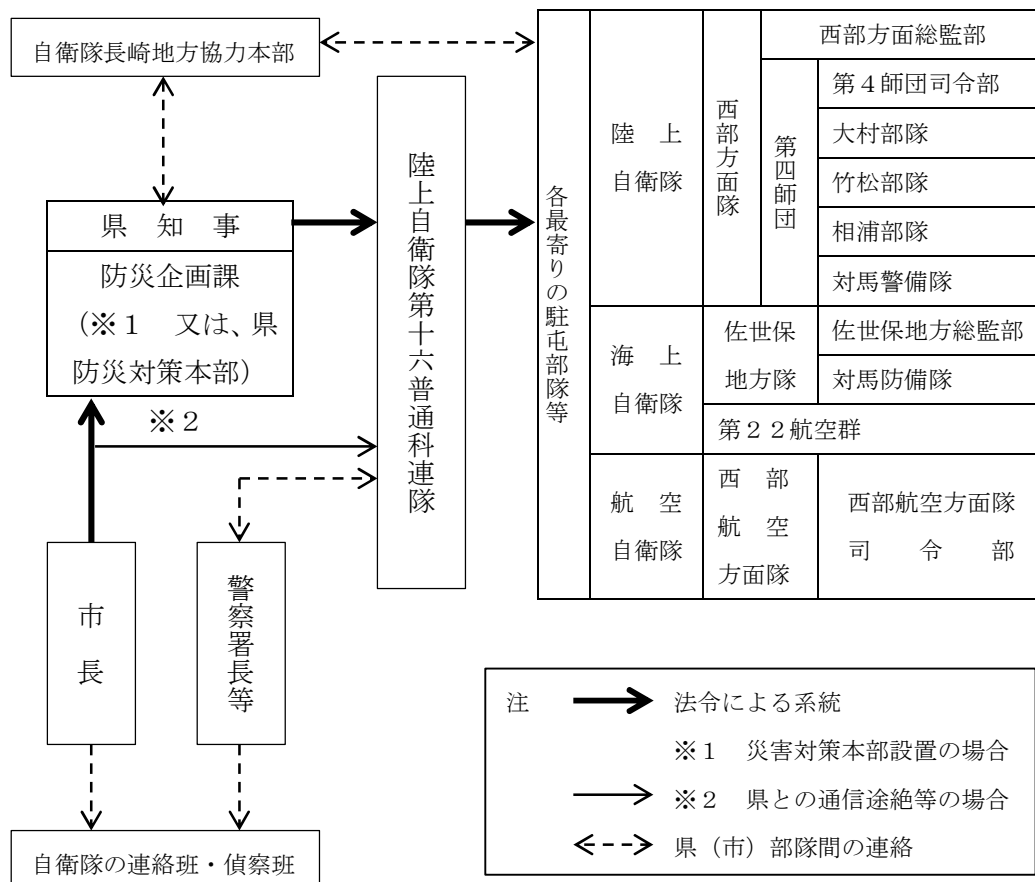 自衛隊長崎地方協力本部
県　知　事
防災企画課
（※１　又は、県
防災対策本部）
※２
市長
警察署長等
自衛隊の連絡班・偵察班
陸上自衛隊第十六普通科連隊
各最寄りの駐屯部隊等
陸　上
自衛隊
西部方面隊
西部方面総監部
第四師団
第４師団司令部
大村部隊
竹松部隊
相浦部隊
対馬警備隊
海　上
自衛隊
佐世保
地方隊
佐世保地方総監部
対馬防備隊
第２２航空群
航　空
自衛隊
西　部
航　空
方面隊
西部航空方面隊
司　令　部
注　法令による系統
※１　災害対策本部設置の場合
※２　県との通信途絶等の場合
県（市）部隊間の連絡